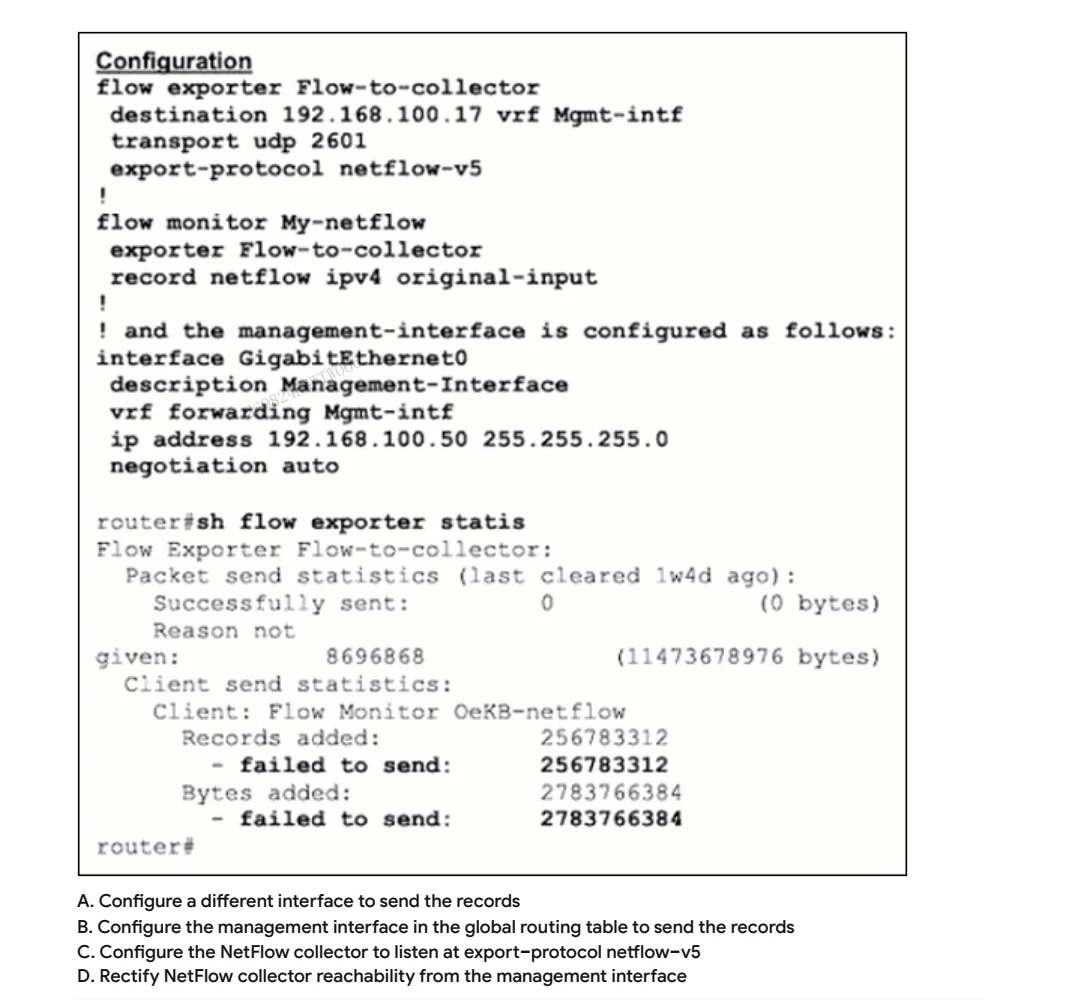 Configuration
flow exporter Flow-to-collector
destination 192.168.100.17 vrf Mgmt-intf
transport udp 2601
export-protocol netflow-v5
!
flow monitor My-netflow
exporter Flow-to-collector
record netflow ipv4 original-input
!
! and the management-interface is configured as follows:
interface GigabitEthernet0
description Management-Interface
vrf forwarding Mgmt-intf
ip address 192.168.100.50 255.255.255.0
negotiation auto
router#sh flow exporter statis
Flow Exporter Flow-to-collector:
Packet send statistics (last cleared 1w4d ago):
Successfully sent: 0 (0 bytes)
Reason not
given: 8696868 (11473678976 bytes)
Client send statistics:
Client: Flow Monitor OeKB-netflow
Records added: 256783312
- failed to send: 256783312
Bytes added: 2783766384
- failed to send: 2783766384
router#
A. Configure a different interface to send the records
B. Configure the management interface in the global routing table to send the records
C. Configure the NetFlow collector to listen at export-protocol netflow-v5
D. Rectify NetFlow collector reachability from the management interface